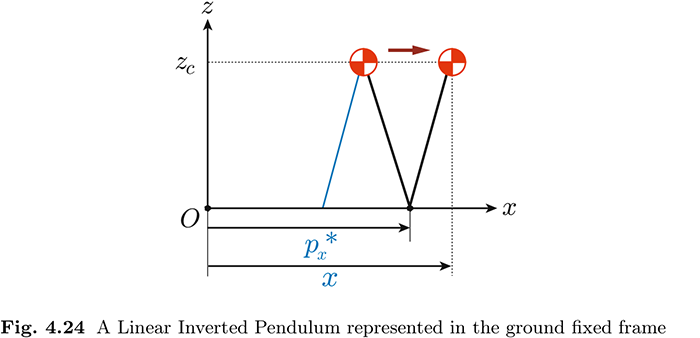 z
z_c
O
x
p_x*
x
Fig. 4.24 A Linear Inverted Pendulum represented in the ground fixed frame